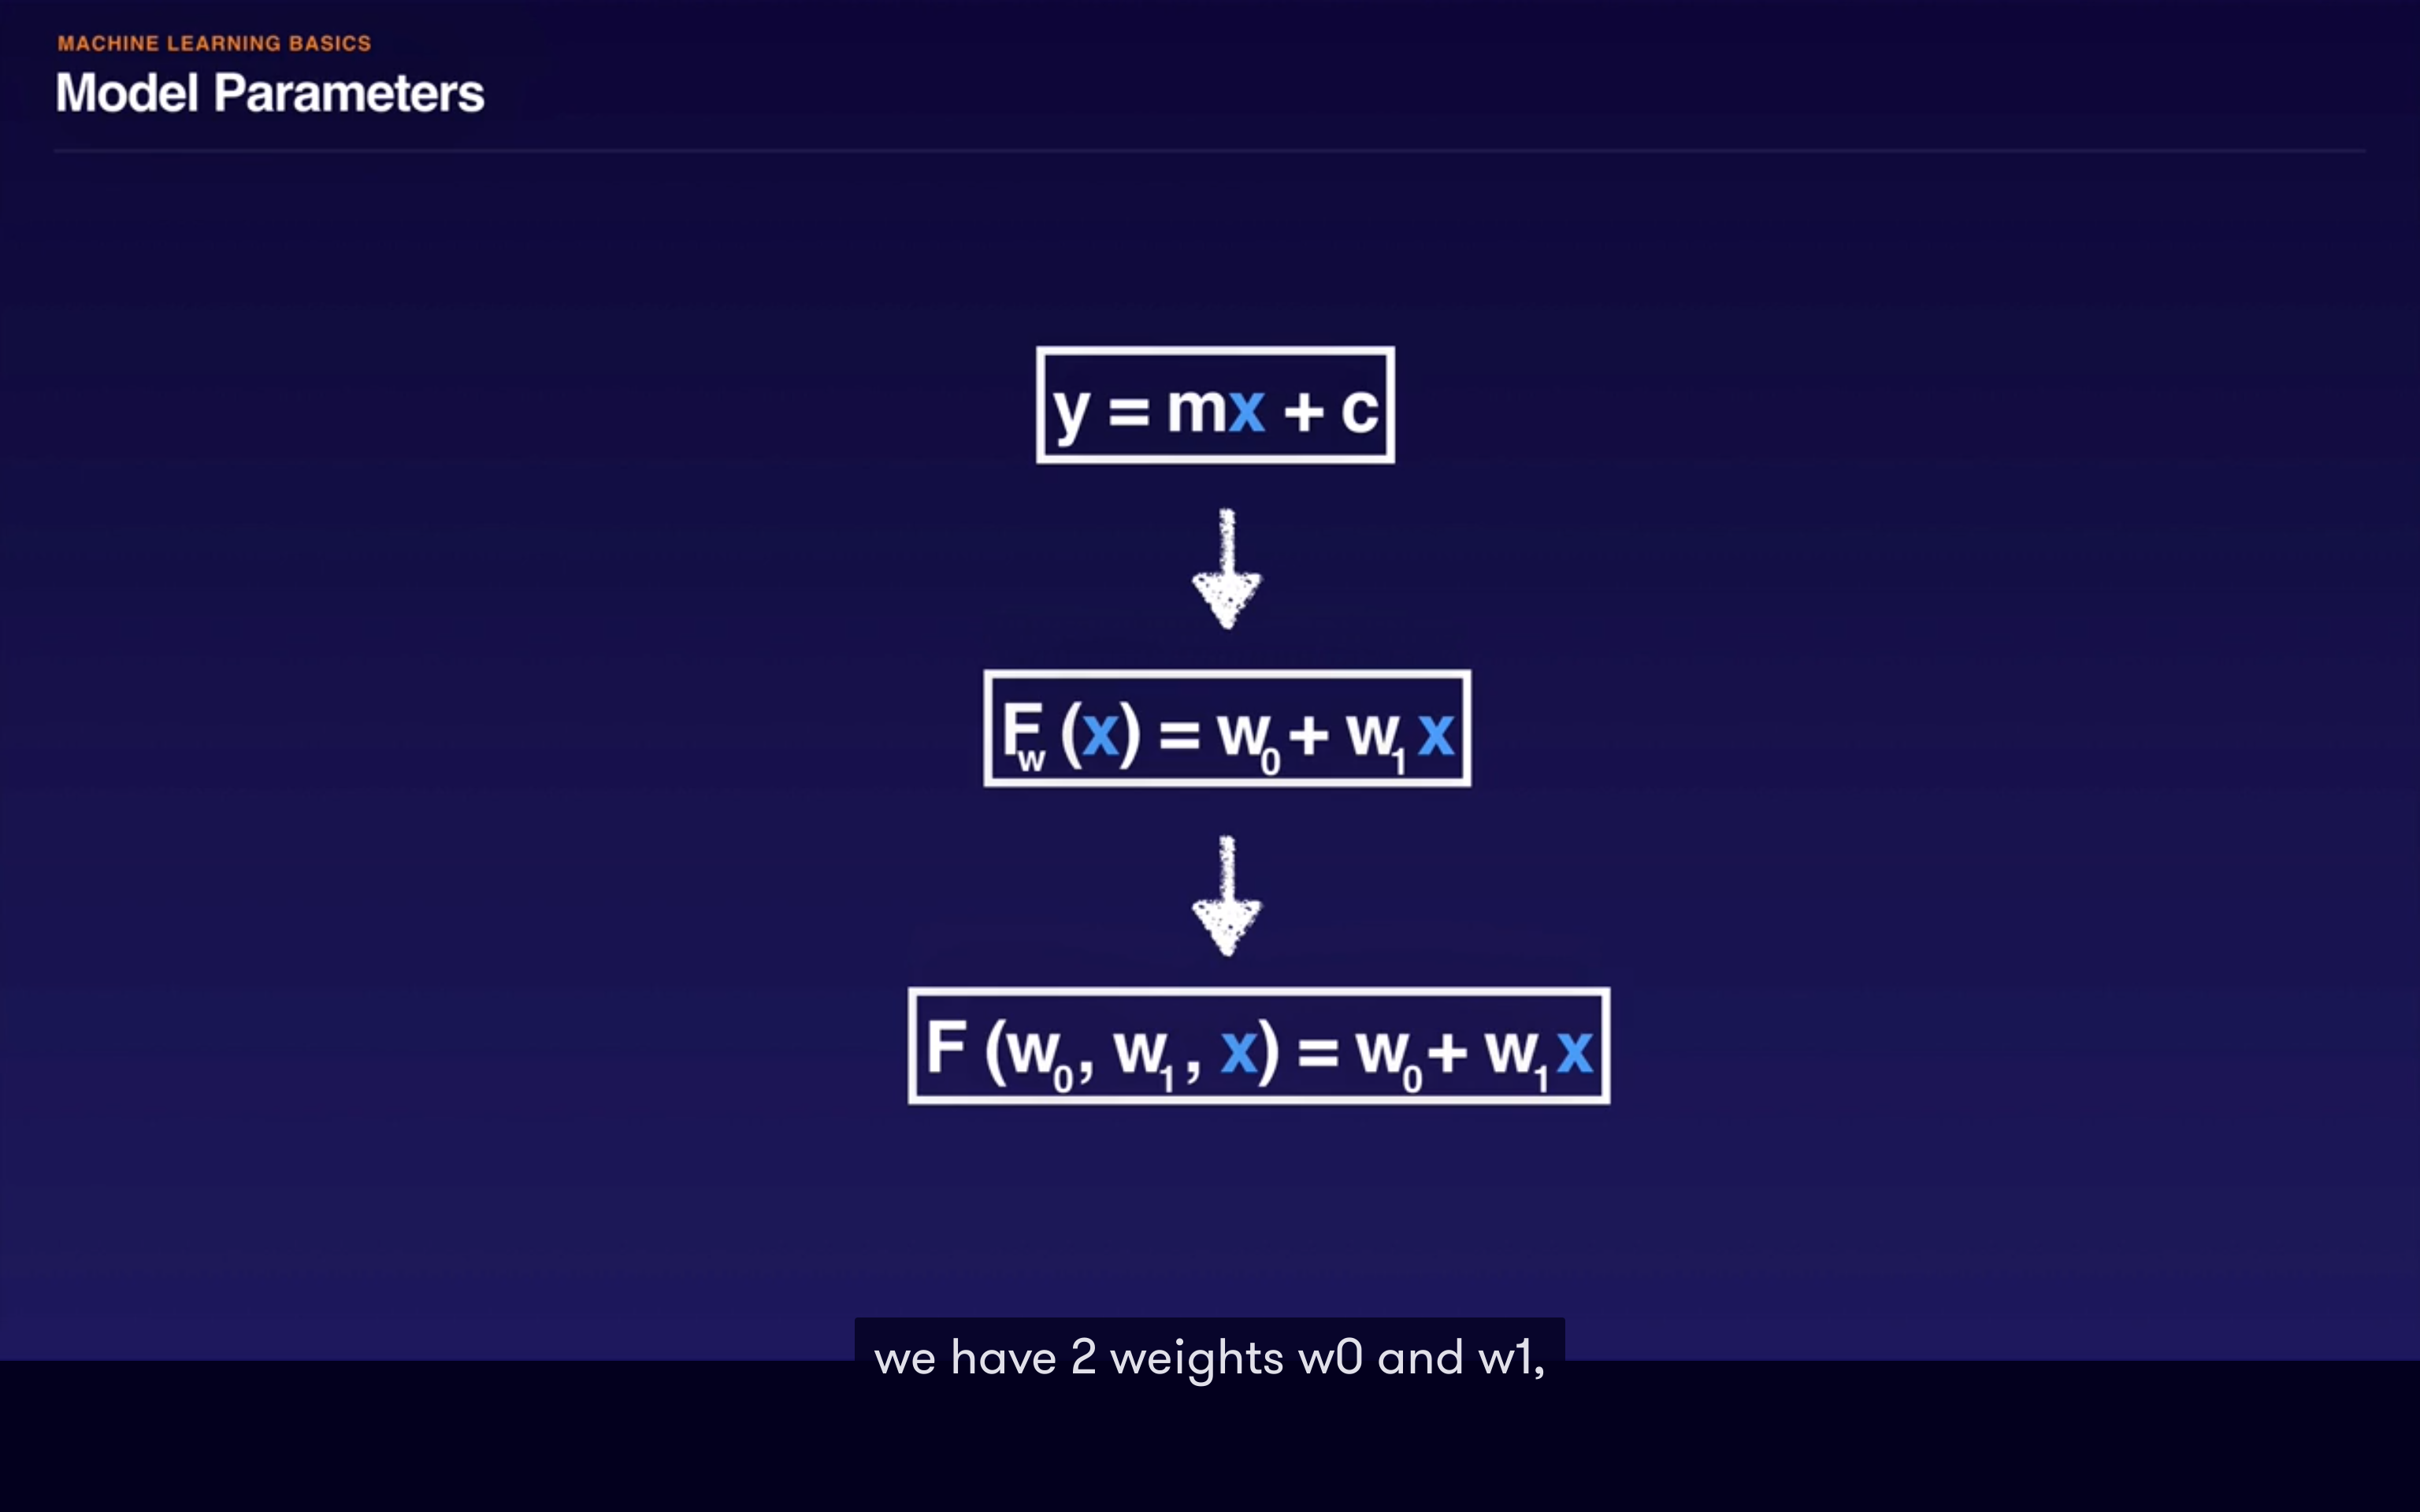 MACHINE LEARNING BASICS
Model Parameters
y = mx + c
F_w (x) = w_0 + w_1 x
F (w_0, w_1, x) = w_0 + w_1 x
we have 2 weights w0 and w1,